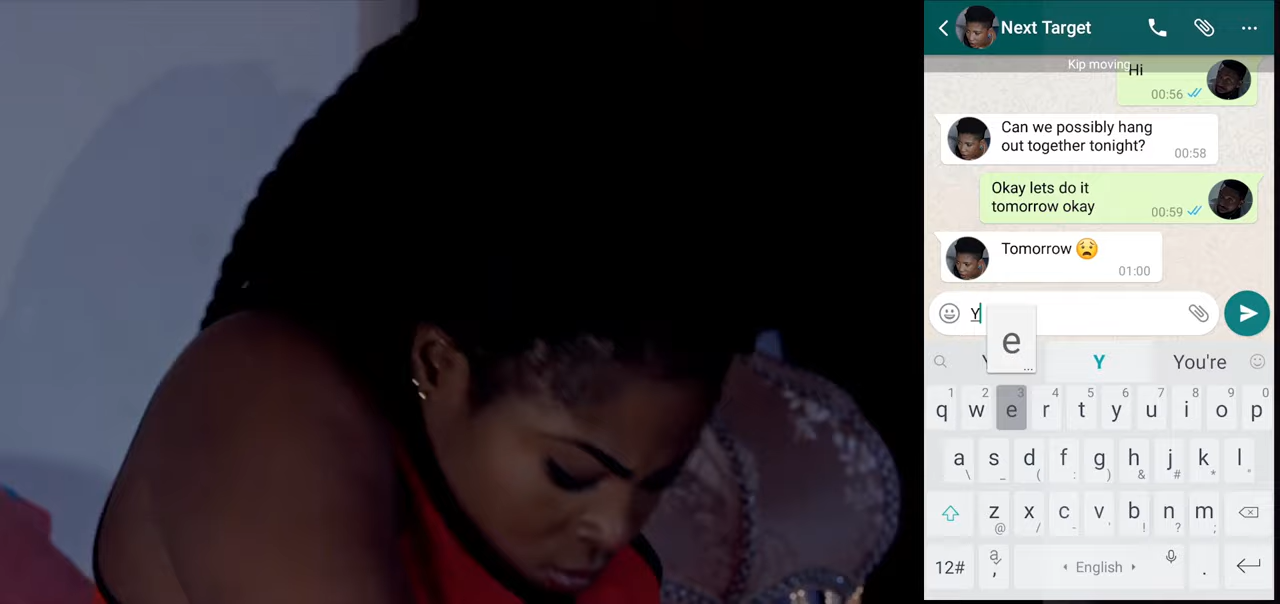 Next Target
Kip moving
Hi
00:56
Can we possibly hang
out together tonight?
00:58
Okay lets do it
tomorrow okay
00:59
Tomorrow 😧
01:00
Y
e
Y
You're
1 2 3 4 5 6 7 8 9 0
q w e r t y u i o p
a s d f g h j k l
\ _ ( : ) & # * "
z x c v b n m
@ / - ' ! ? ;
12# , English .